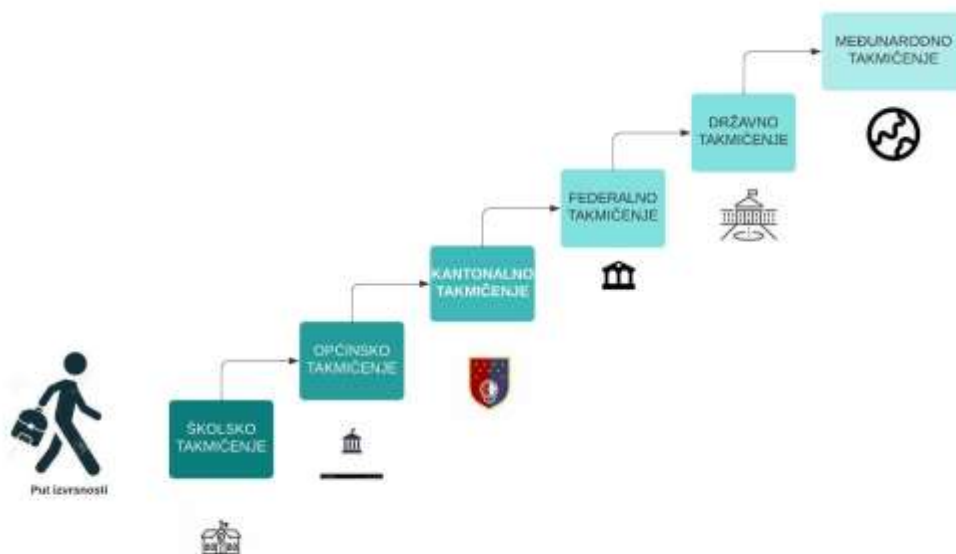 MEĐUNARODNO
TAKMIČENJE
DRŽAVNO
TAKMIČENJE
FEDERALNO
TAKMIČENJE
KANTONALNO
TAKMIČENJE
OPĆINSKO
TAKMIČENJE
ŠKOLSKO
TAKMIČENJE
Put izvrsnosti